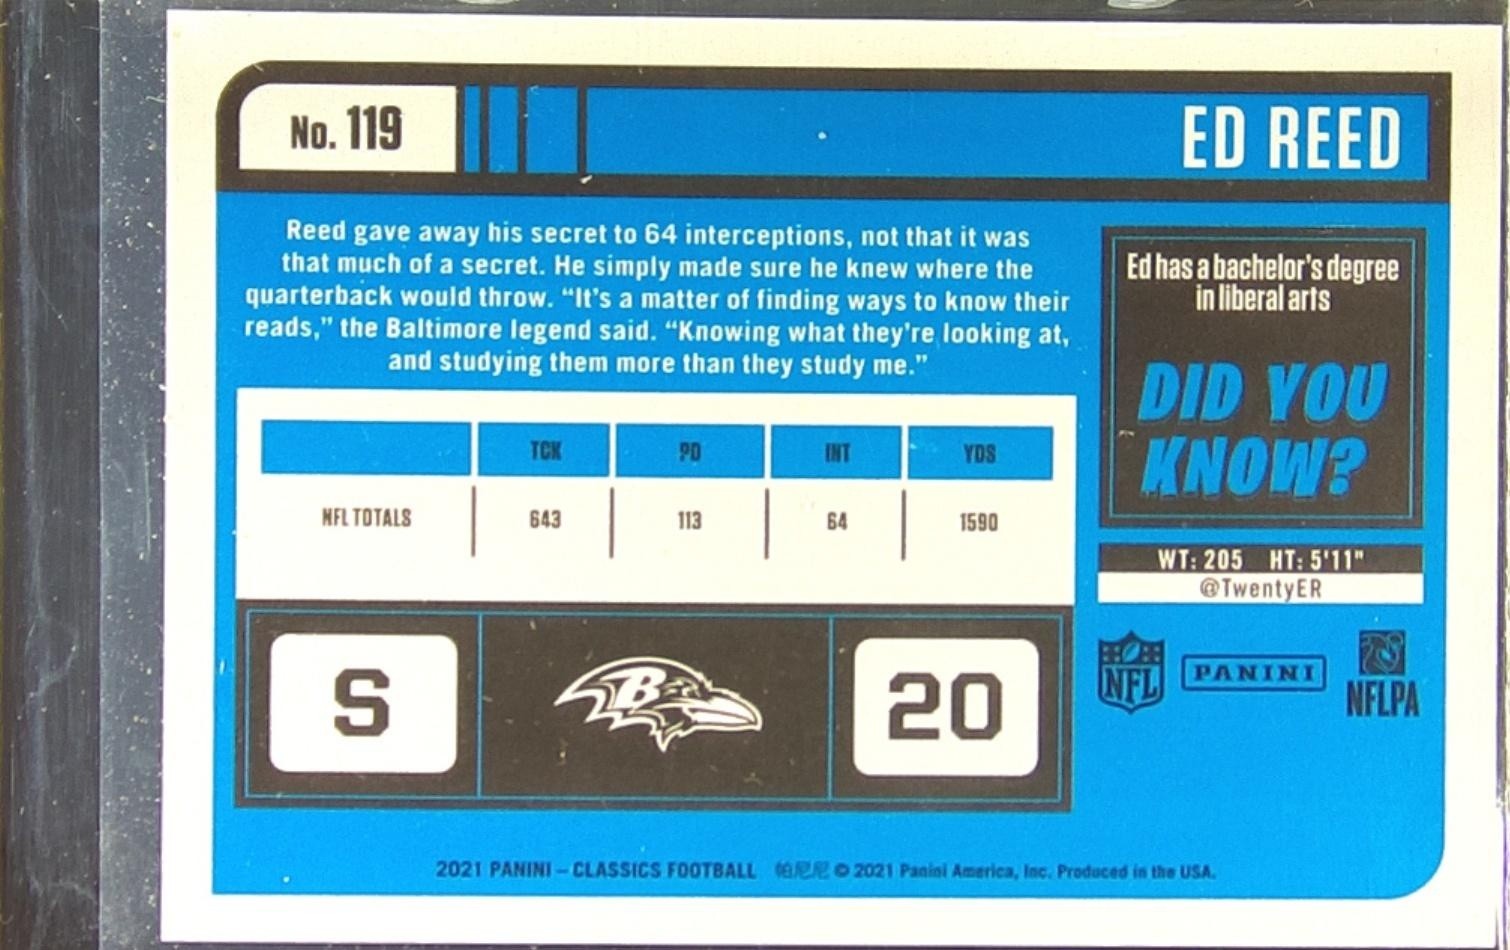 No. 119
ED REED
Reed gave away his secret to 64 interceptions, not that it was
that much of a secret. He simply made sure he knew where the
quarterback would throw. “It’s a matter of finding ways to know their
reads,” the Baltimore legend said. “Knowing what they’re looking at,
and studying them more than they study me.”
Ed has a bachelor’s degree
in liberal arts
DID YOU
KNOW?
TCK PD INT YDS
NFL TOTALS 643 113 64 1590
WT: 205 HT: 5'11"
@TwentyER
S
B
20
NFL
PANINI
NFLPA
2021 PANINI – CLASSICS FOOTBALL 帕尼尼 © 2021 Panini America, Inc. Produced in the USA.